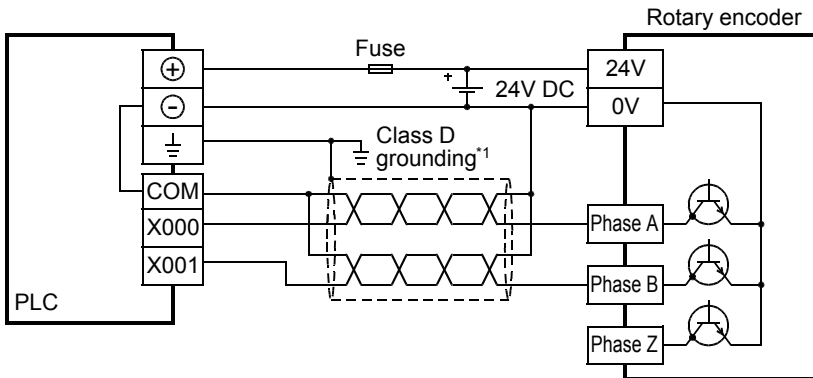 Rotary encoder
Fuse
24V
+
24V DC
0V
Class D
grounding*1
COM
X000
Phase A
X001
Phase B
PLC
Phase Z